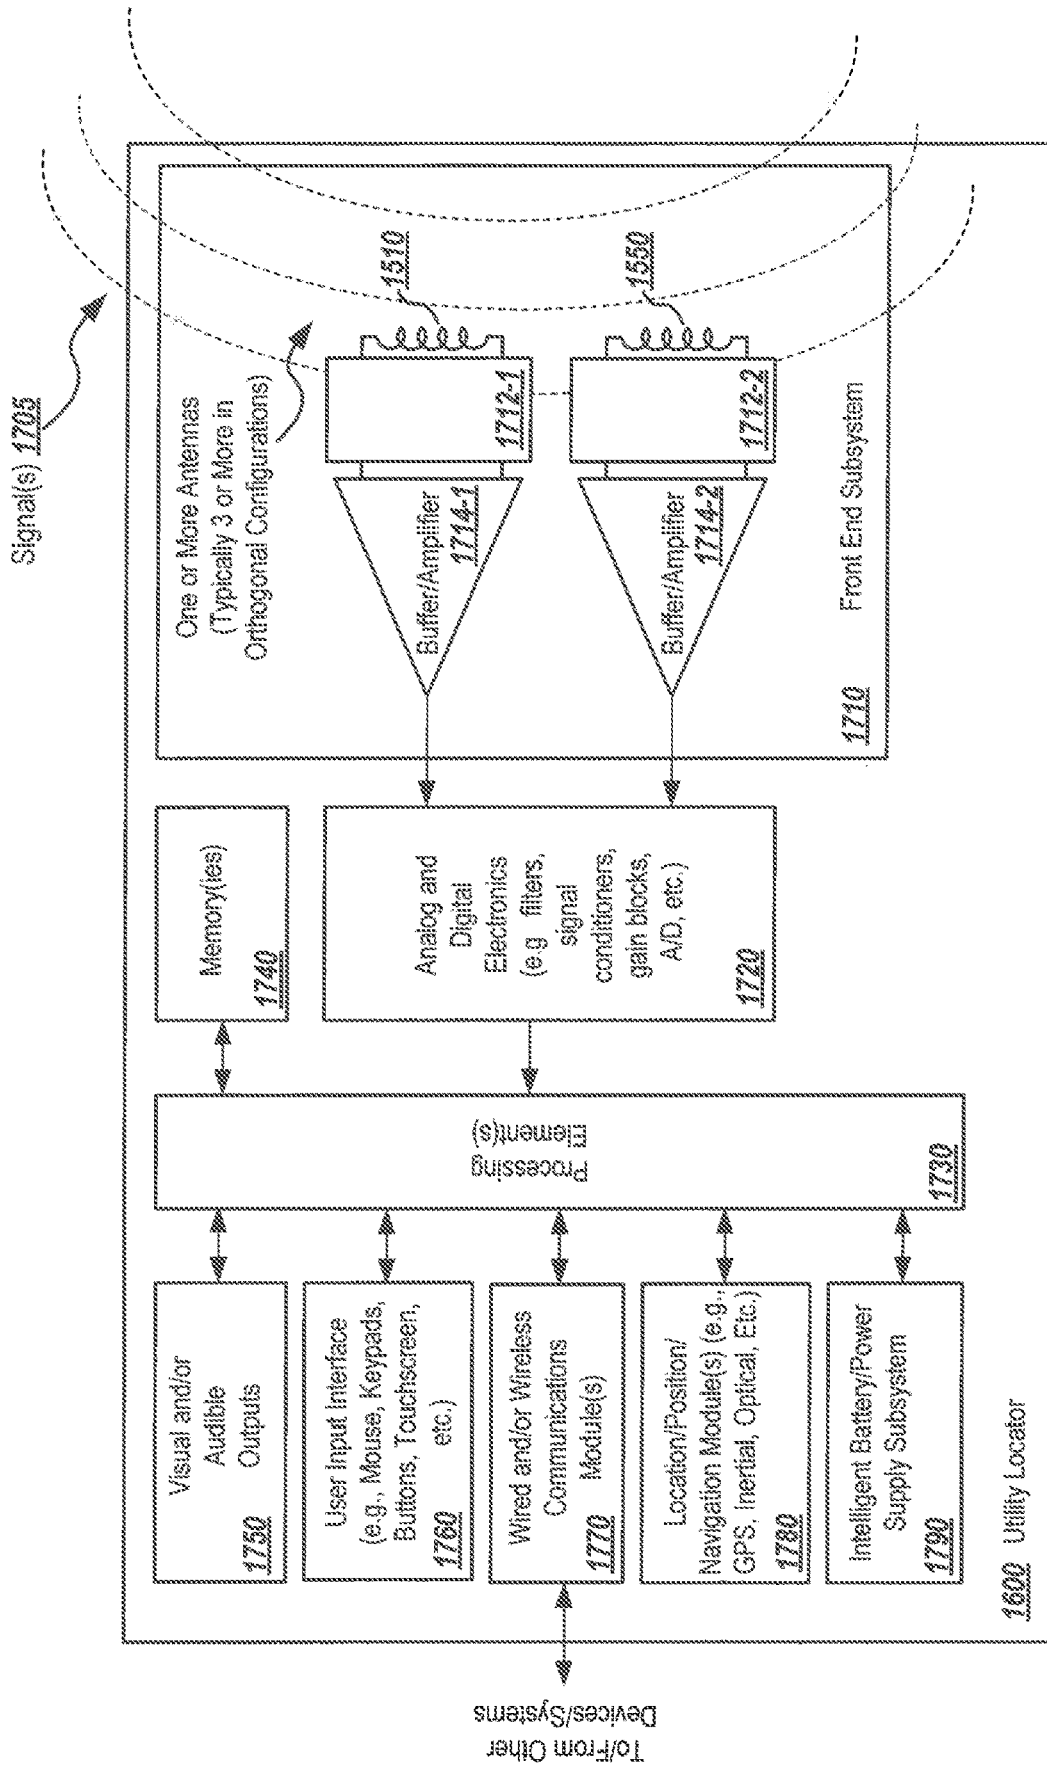 Signal(s) 1705
One or More Antennas
(Typically 3 or More in
Orthogonal Configurations)
1510
1550
1712-1
1712-2
Buffer/Amplifier
1714-1
Buffer/Amplifier
1714-2
1710
Front End Subsystem
Memory(ies)
1740
Analog and
Digital
Electronics
(e.g filters,
signal
conditioners,
gain blocks,
A/D, etc.)
1720
Processing
Element(s)
1730
Visual and/or
Audible
Outputs
1750
User Input Interface
(e.g., Mouse, Keypads,
Buttons, Touchscreen,
etc.)
1760
Wired and/or Wireless
Communications
Module(s)
1770
Location/Position/
Navigation Module(s) (e.g.,
GPS, Inertial, Optical, Etc.)
1780
Intelligent Battery/Power
Supply Subsystem
1790
1600 Utility Locator
To/From Other
Devices/Systems